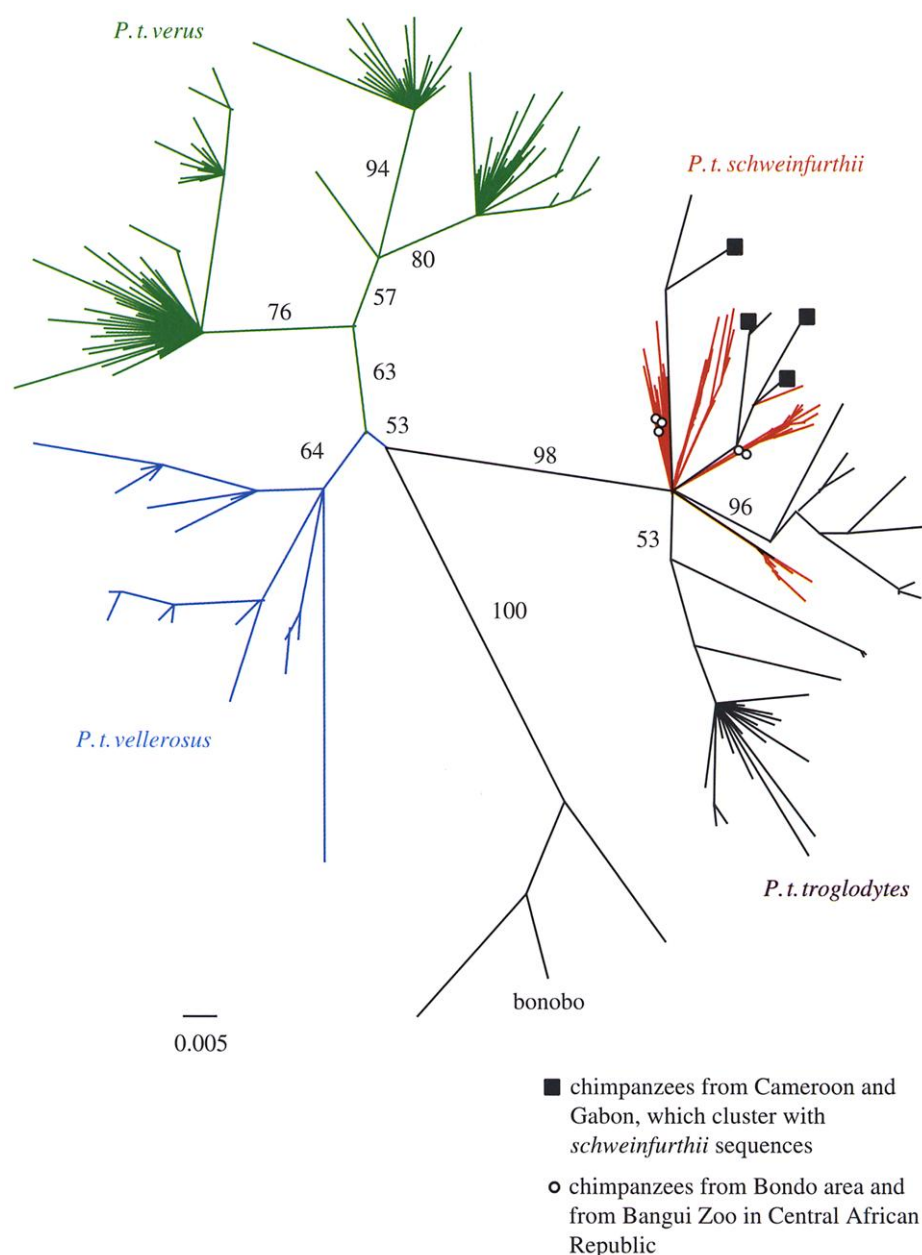 P. t. verus
P. t. schweinfurthii
94
80
57
76
63
53
64
98
96
53
100
P. t. vellerosus
P. t. troglodytes
bonobo
0.005
chimpanzees from Cameroon and
Gabon, which cluster with
schweinfurthii sequences
chimpanzees from Bondo area and
from Bangui Zoo in Central African
Republic